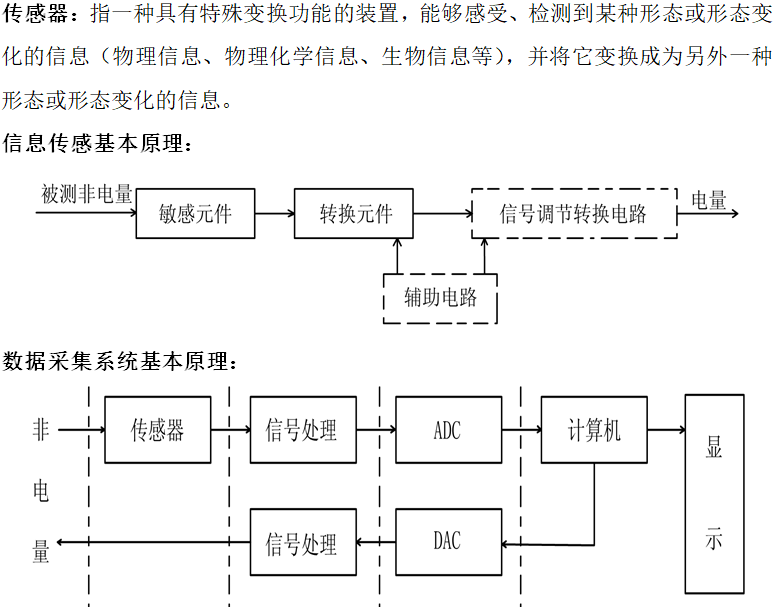 传感器：指一种具有特殊变换功能的装置，能够感受、检测到某种形态或形态变
化的信息（物理信息、物理化学信息、生物信息等），并将它变换成为另外一种
形态或形态变化的信息。
信息传感基本原理：
被测非电量
敏感元件
转换元件
信号调节转换电路
电量
辅助电路
数据采集系统基本原理：
非电量
传感器
信号处理
ADC
计算机
显示
信号处理
DAC